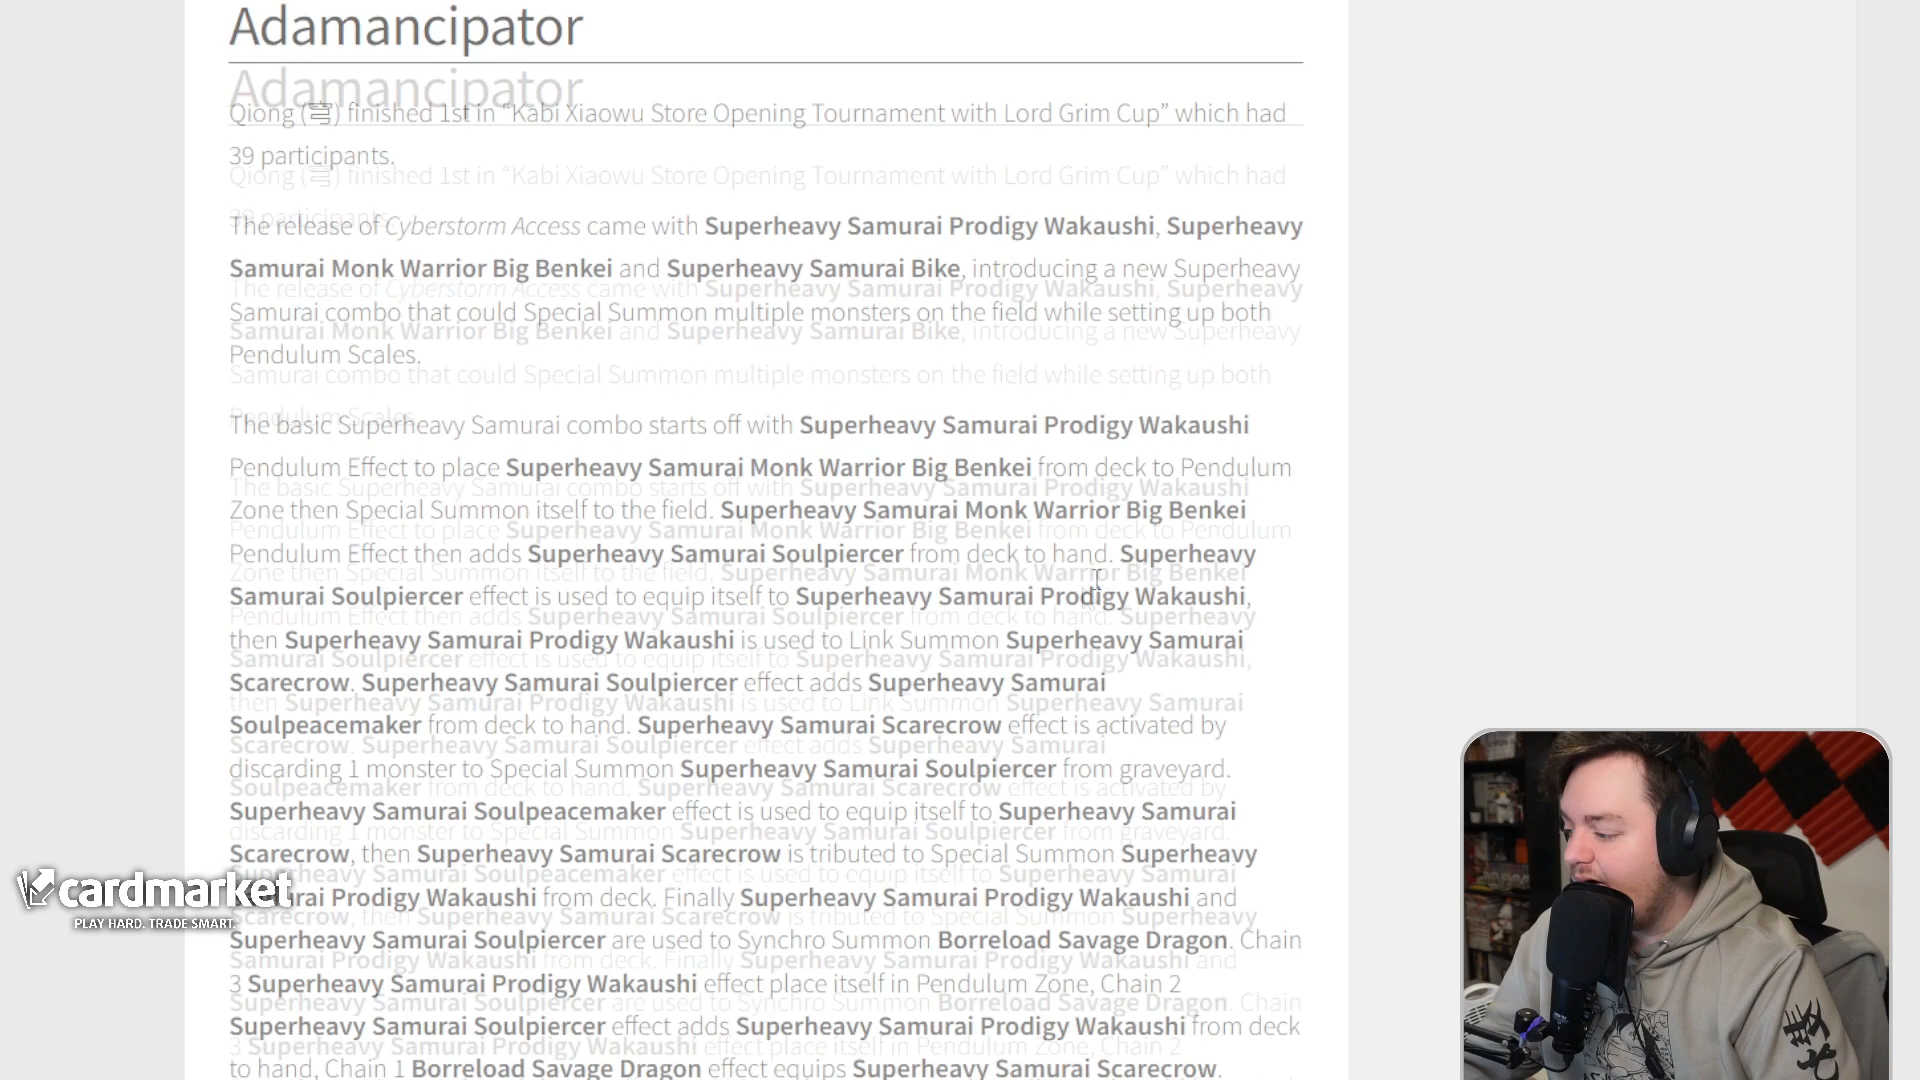 Adamancipator
Qiong (穹) finished 1st in “Kabi Xiaowu Store Opening Tournament with Lord Grim Cup” which had
39 participants.
The release of Cyberstorm Access came with Superheavy Samurai Prodigy Wakaushi, Superheavy
Samurai Monk Warrior Big Benkei and Superheavy Samurai Bike, introducing a new Superheavy
Samurai combo that could Special Summon multiple monsters on the field while setting up both
Pendulum Scales.
The basic Superheavy Samurai combo starts off with Superheavy Samurai Prodigy Wakaushi
Pendulum Effect to place Superheavy Samurai Monk Warrior Big Benkei from deck to Pendulum
Zone then Special Summon itself to the field. Superheavy Samurai Monk Warrior Big Benkei
Pendulum Effect then adds Superheavy Samurai Soulpiercer from deck to hand. Superheavy
Samurai Soulpiercer effect is used to equip itself to Superheavy Samurai Prodigy Wakaushi,
then Superheavy Samurai Prodigy Wakaushi is used to Link Summon Superheavy Samurai
Scarecrow. Superheavy Samurai Soulpiercer effect adds Superheavy Samurai
Soulpeacemaker from deck to hand. Superheavy Samurai Scarecrow effect is activated by
discarding 1 monster to Special Summon Superheavy Samurai Soulpiercer from graveyard.
Superheavy Samurai Soulpeacemaker effect is used to equip itself to Superheavy Samurai
Scarecrow, then Superheavy Samurai Scarecrow is tributed to Special Summon Superheavy
cardmarket
PLAY HARD. TRADE SMART.
Prodigy Wakaushi from deck. Finally Superheavy Samurai Prodigy Wakaushi and
Superheavy Samurai Soulpiercer are used to Synchro Summon Borreload Savage Dragon. Chain
3 Superheavy Samurai Prodigy Wakaushi effect place itself in Pendulum Zone, Chain 2
Superheavy Samurai Soulpiercer effect adds Superheavy Samurai Prodigy Wakaushi from deck
to hand, Chain 1 Borreload Savage Dragon effect equips Superheavy Samurai Scarecrow.